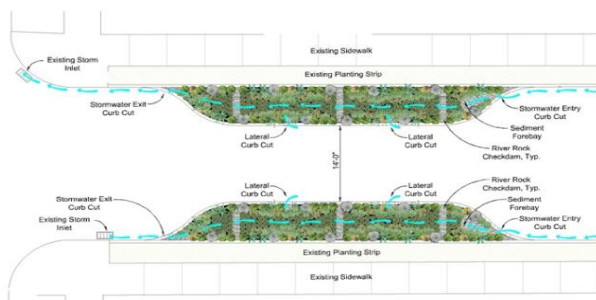 Existing Sidewalk
Existing Storm
Inlet
Existing Planting Strip
Stormwater Exit
Curb Cut
Stormwater Entry
Curb Cut
Lateral
Curb Cut
Lateral
Curb Cut
Sediment
Forebay
River Rock
Checkdam, Typ.
14'-0"
Lateral
Curb Cut
Lateral
Curb Cut
River Rock
Checkdam, Typ.
Stormwater Exit
Curb Cut
Sediment
Forebay
Existing Storm
Inlet
Stormwater Entry
Curb Cut
Existing Planting Strip
Existing Sidewalk